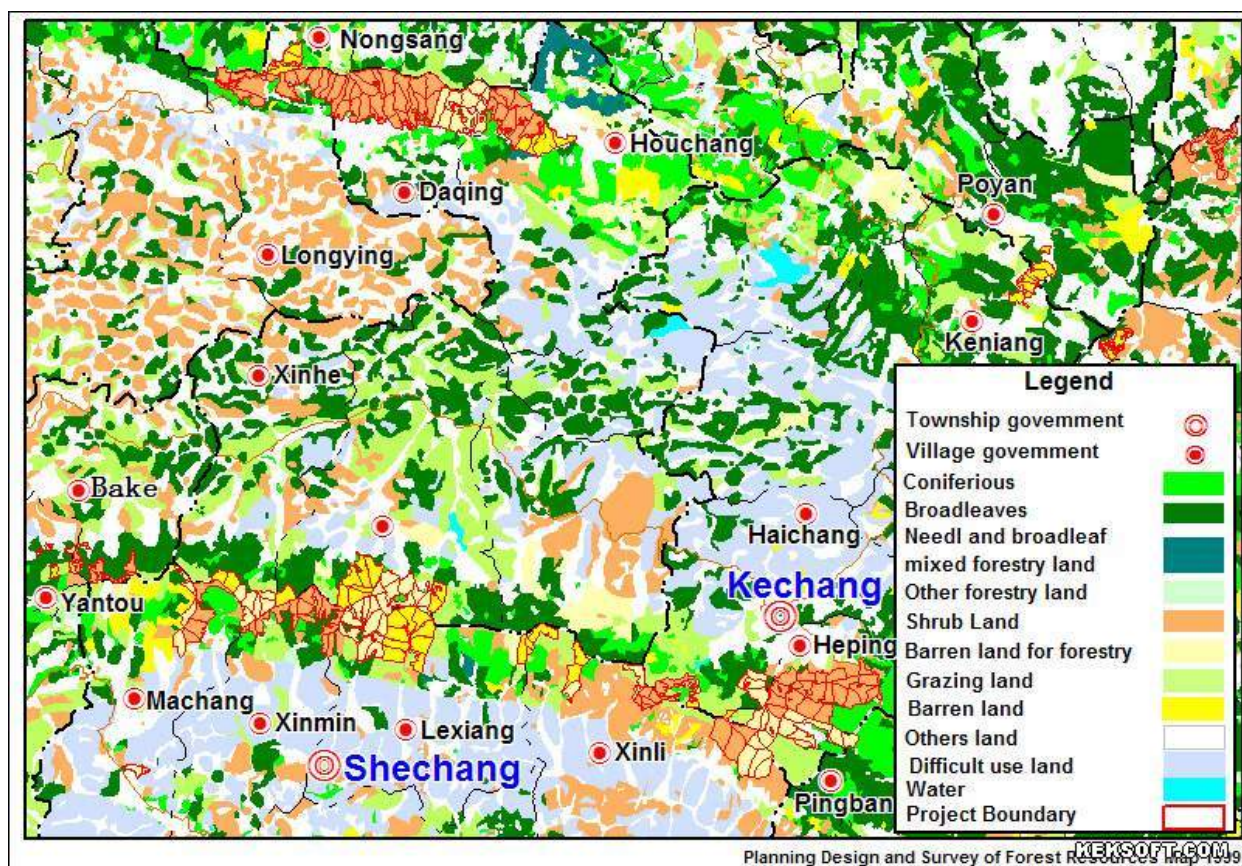 Nongsang
Houchang
Daqing
Poyan
Longying
Keniang
Xinhe
Bake
Haichang
Kechang
Yantou
Heping
Machang
Xinmin
Lexiang
Xinli
Shechang
Pingban
Legend
Township government
Village government
Coniferious
Broadleaves
Needl and broadleaf
mixed forestry land
Other forestry land
Shrub Land
Barren land for forestry
Grazing land
Barren land
Others land
Difficult use land
Water
Project Boundary
Planning Design and Survey of Forest
KEKSOFT.COM